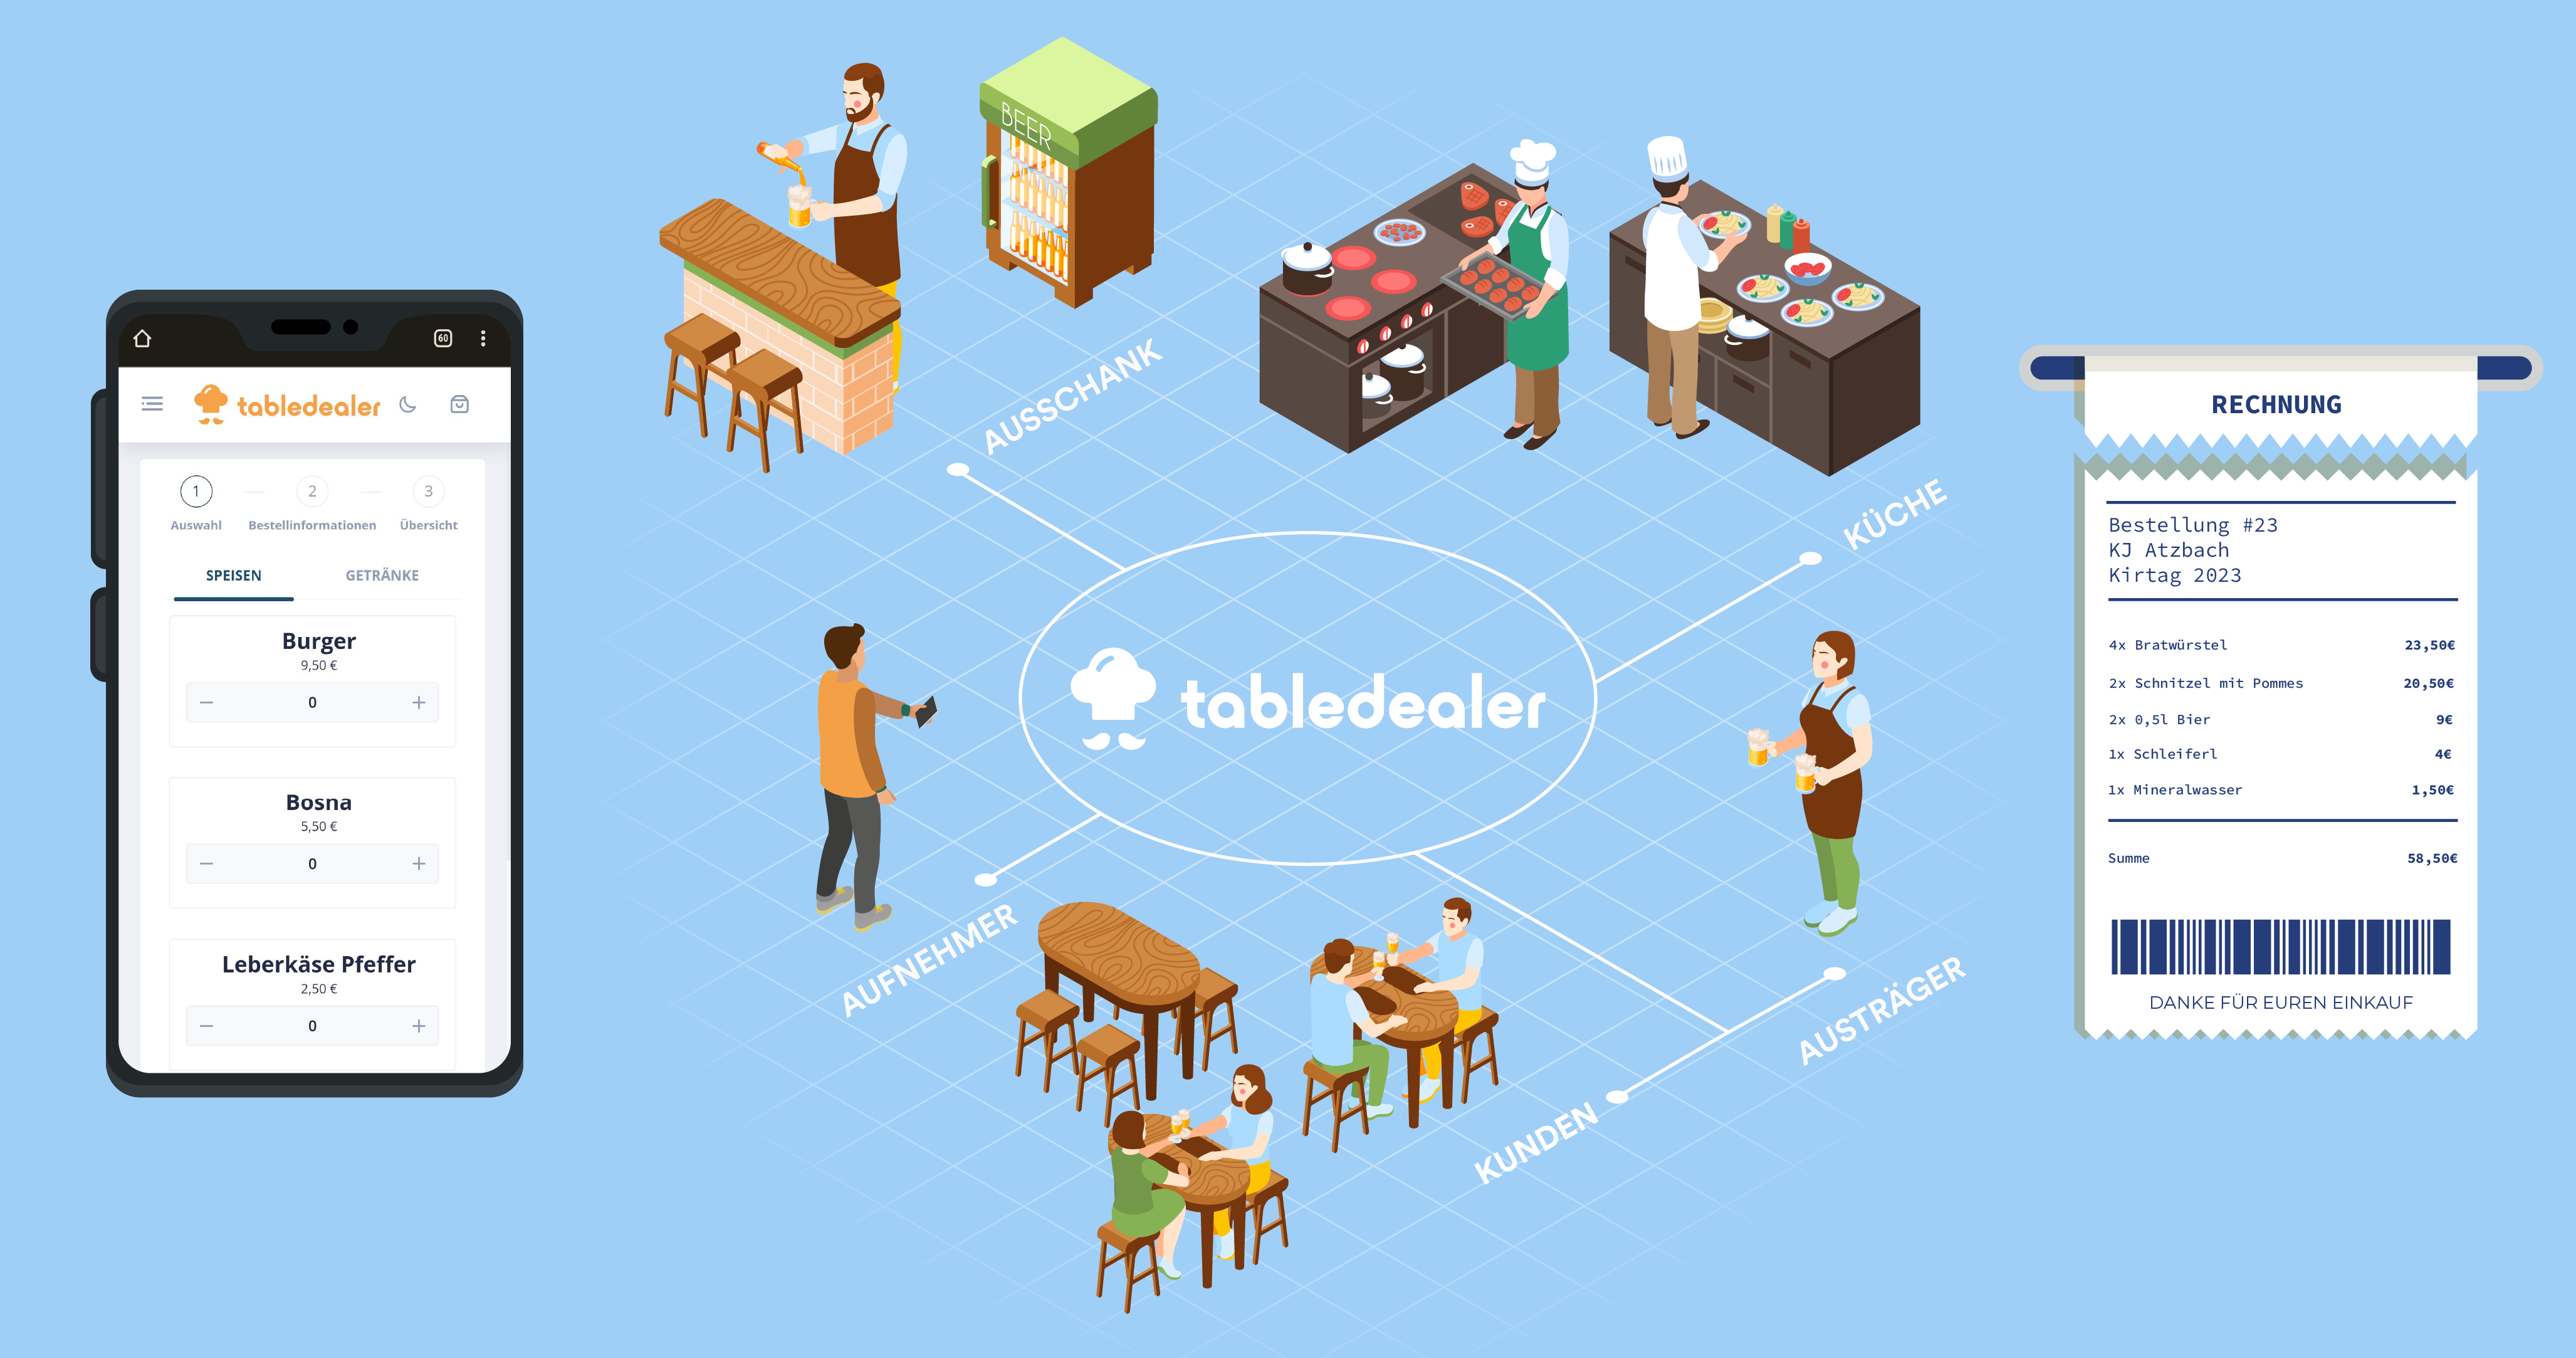 60
tabledealer
1
2
3
Auswahl
Bestellinformationen
Übersicht
SPEISEN
GETRÄNKE
Burger
9,50 €
0
Bosna
5,50 €
0
Leberkäse Pfeffer
2,50 €
0
BEER
AUSSCHANK
KÜCHE
tabledealer
AUFNEHMER
AUSTRÄGER
KUNDEN
RECHNUNG
Bestellung #23
KJ Atzbach
Kirtag 2023
4x Bratwürstel 23,50€
2x Schnitzel mit Pommes 20,50€
2x 0,5l Bier 9€
1x Schleiferl 4€
1x Mineralwasser 1,50€
Summe 58,50€
DANKE FÜR EUREN EINKAUF